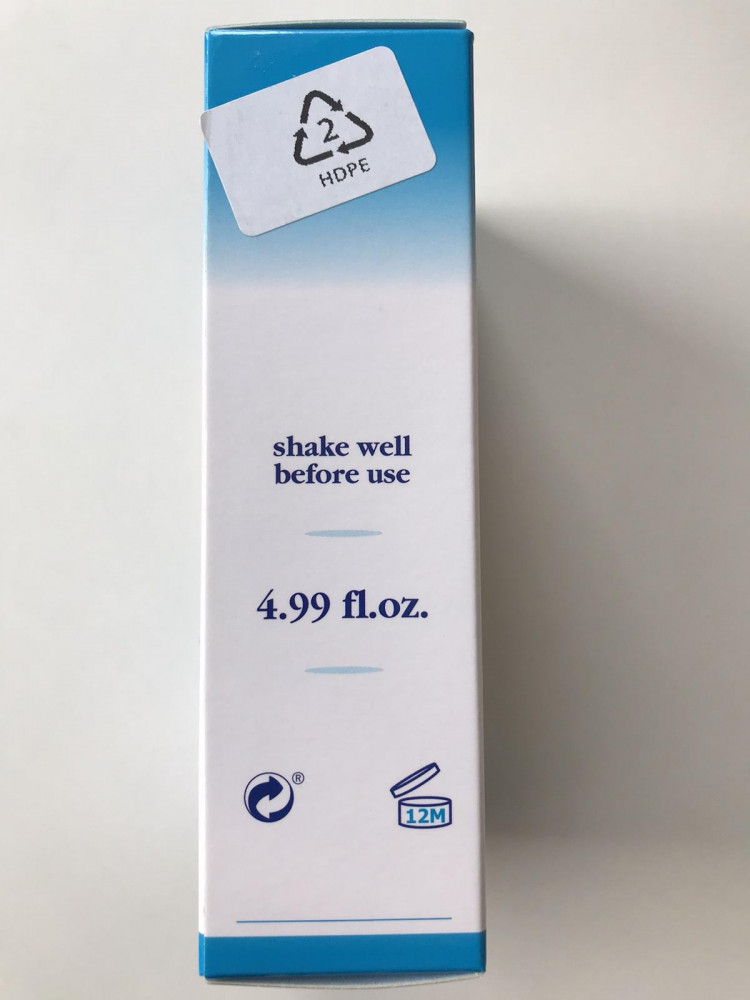 2
HDPE
shake well
before use
4.99 fl.oz.
®
12M